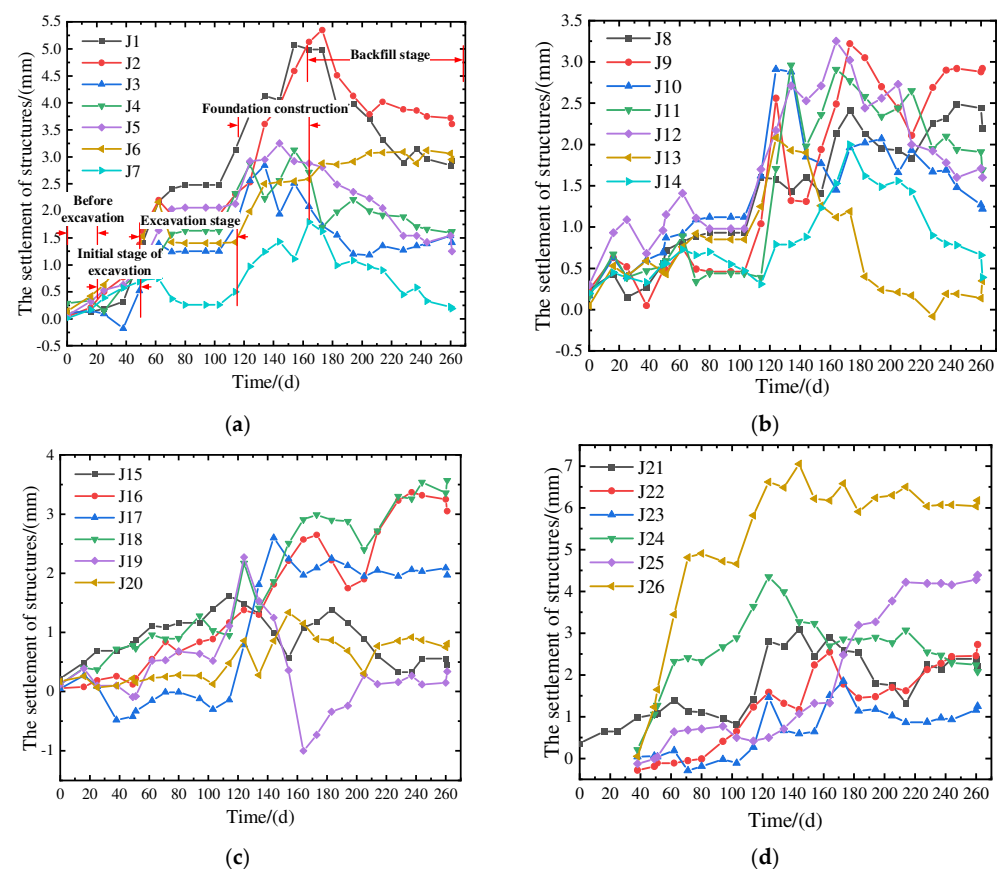 The settlement of structures/(mm)
5.5
5.0
4.5
4.0
3.5
3.0
2.5
2.0
1.5
1.0
0.5
0.0
-0.5
J1
J2
J3
J4
J5
J6
J7
Backfill stage
Foundation construction
Before
excavation
Excavation stage
Initial stage of
excavation
0 20 40 60 80 100 120 140 160 180 200 220 240 260
Time/(d)
(a)
The settlement of structures/(mm)
3.5
3.0
2.5
2.0
1.5
1.0
0.5
0.0
-0.5
J8
J9
J10
J11
J12
J13
J14
0 20 40 60 80 100 120 140 160 180 200 220 240 260
Time/(d)
(b)
The settlement of structures/(mm)
4
3
2
1
0
-1
J15
J16
J17
J18
J19
J20
0 20 40 60 80 100 120 140 160 180 200 220 240 260
Time/(d)
(c)
The settlement of structures/(mm)
7
6
5
4
3
2
1
0
J21
J22
J23
J24
J25
J26
0 20 40 60 80 100 120 140 160 180 200 220 240 260
Time/(d)
(d)